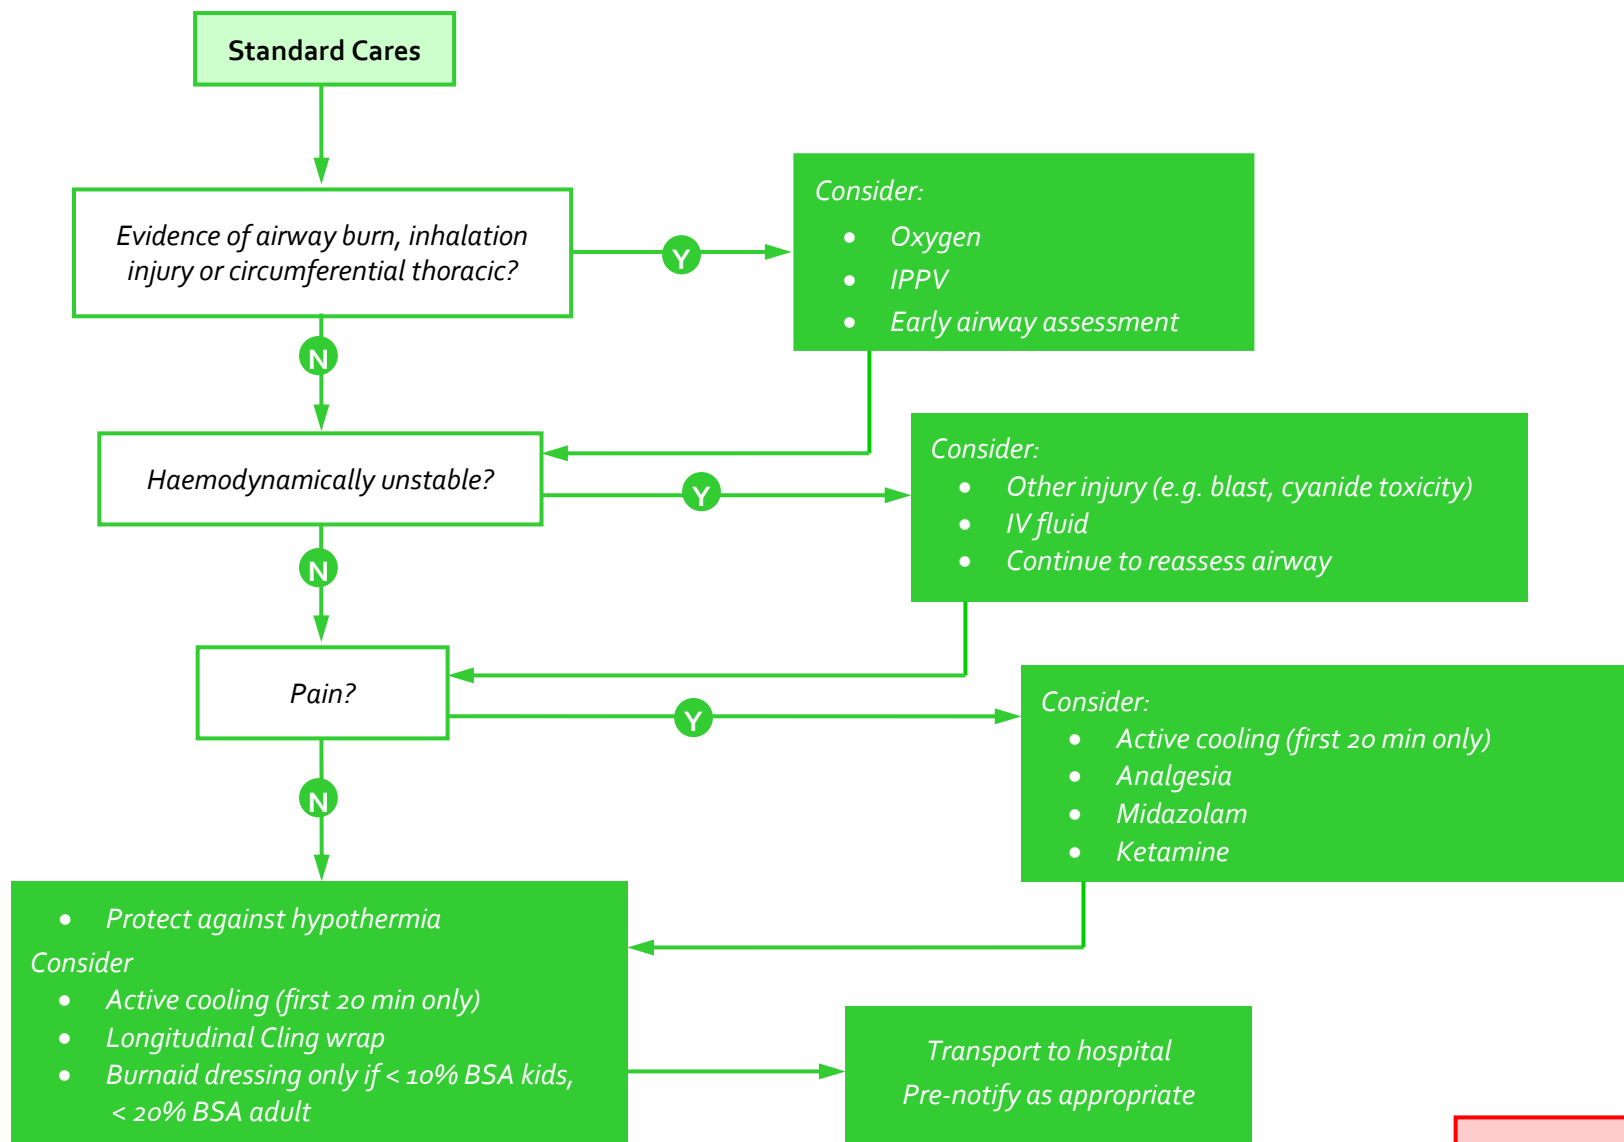 Standard Cares
Evidence of airway burn, inhalation
injury or circumferential thoracic?
Y
Consider:
• Oxygen
• IPPV
• Early airway assessment
N
Haemodynamically unstable?
Y
Consider:
• Other injury (e.g. blast, cyanide toxicity)
• IV fluid
• Continue to reassess airway
N
Pain?
Y
Consider:
• Active cooling (first 20 min only)
• Analgesia
• Midazolam
• Ketamine
N
• Protect against hypothermia
Consider
• Active cooling (first 20 min only)
• Longitudinal Cling wrap
• Burnaid dressing only if < 10% BSA kids,
< 20% BSA adult
Transport to hospital
Pre-notify as appropriate